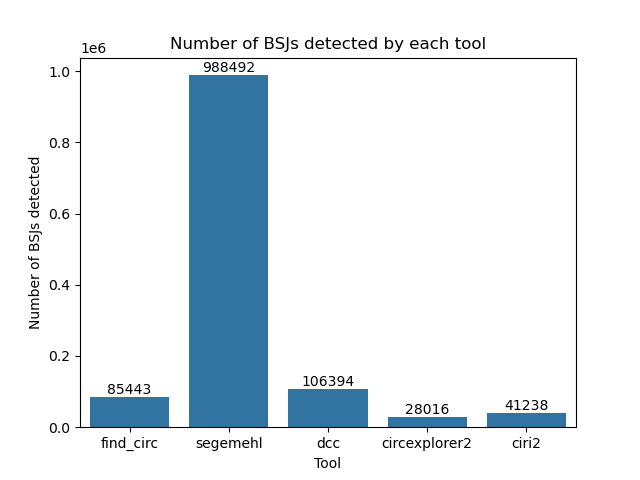 Number of BSJs detected by each tool
1e6
Number of BSJs detected
1.0
0.8
0.6
0.4
0.2
0.0
85443
988492
106394
28016
41238
find_circ
segemehl
dcc
circexplorer2
ciri2
Tool